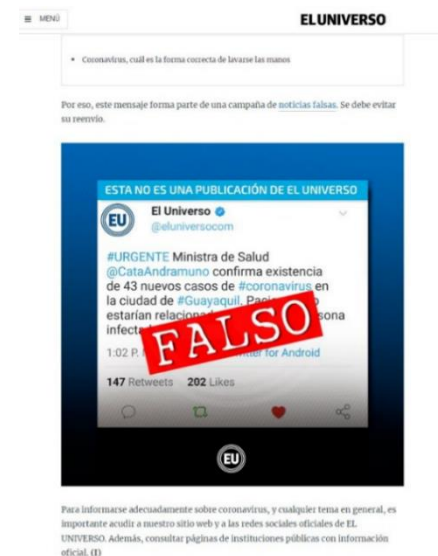 ≡ MENÚ
EL UNIVERSO
• Coronavirus, cuál es la forma correcta de lavarse las manos
Por eso, este mensaje forma parte de una campaña de noticias falsas. Se debe evitar
su reenvío.
ESTA NO ES UNA PUBLICACIÓN DE EL UNIVERSO
EU
El Universo
@eluniversocom
#URGENTE Ministra de Salud
@CataAndramuno confirma existencia
de 43 nuevos casos de #coronavirus en
la ciudad de #Guayaquil.
estarían
FALSO
1:02 P. for Android
147 Retweets 202 Likes
EU
Para informarse adecuadamente sobre coronavirus, y cualquier tema en general, es
importante acudir a nuestro sitio web y a las redes sociales oficiales de EL
UNIVERSO. Además, consultar páginas de instituciones públicas con información
oficial. (I)